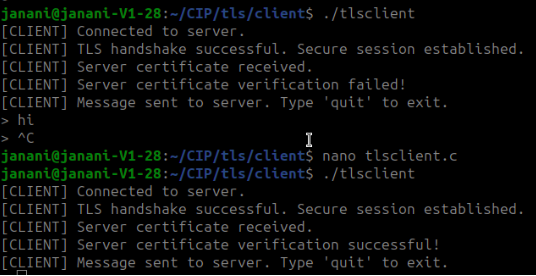 janani@janani-V1-28:~/CIP/tls/client$ ./tlsclient
[CLIENT] Connected to server.
[CLIENT] TLS handshake successful. Secure session established.
[CLIENT] Server certificate received.
[CLIENT] Server certificate verification failed!
[CLIENT] Message sent to server. Type 'quit' to exit.
> hi
> ^C
janani@janani-V1-28:~/CIP/tls/client$ nano tlsclient.c
janani@janani-V1-28:~/CIP/tls/client$ ./tlsclient
[CLIENT] Connected to server.
[CLIENT] TLS handshake successful. Secure session established.
[CLIENT] Server certificate received.
[CLIENT] Server certificate verification successful!
[CLIENT] Message sent to server. Type 'quit' to exit.